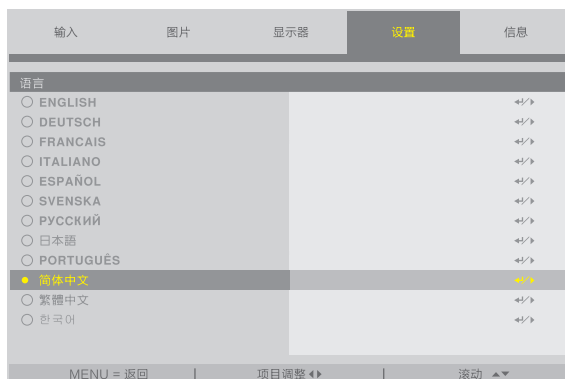 输入 图片 显示器 设置 信息
语言
ENGLISH
DEUTSCH
FRANCAIS
ITALIANO
ESPAÑOL
SVENSKA
РУССКИЙ
日本語
PORTUGUÊS
简体中文
繁體中文
한국어
MENU = 返回 | 项目调整 | 滚动